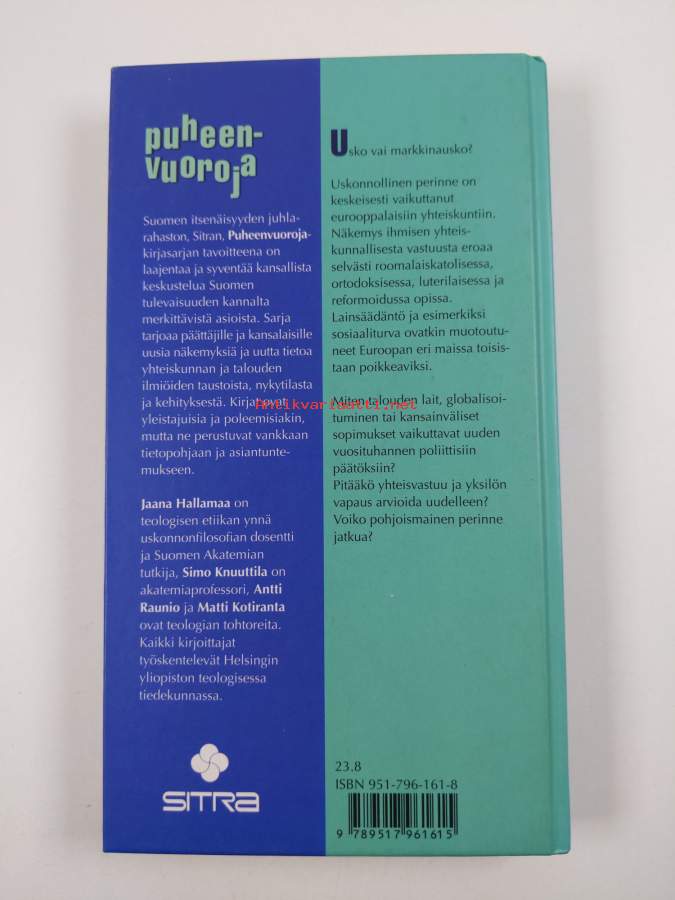 puheen-
vuoroja
Suomen itsenäisyyden juhla-
rahaston, Sitran, Puheenvuoroja-
kirjasarjan tavoitteena on
laajentaa ja syventää kansallista
keskustelua Suomen
tulevaisuuden kannalta
merkittävistä asioista. Sarja
tarjoaa päättäjille ja kansalaisille
uusia näkemyksiä ja uutta tietoa
yhteiskunnan ja talouden
ilmiöiden taustoista, nykytilasta
ja kehityksestä. Kirjat ovat
yleistajuisia ja poleemisiakin,
mutta ne perustuvat vankkaan
tietopohjaan ja asiantunte-
mukseen.
Jaana Hallamaa on
teologisen etiikan ynnä
uskonnonfilosofian dosentti
ja Suomen Akatemian
tutkija, Simo Knuuttila on
akatemiaprofessori, Antti
Raunio ja Matti Kotiranta
ovat teologian tohtoreita.
Kaikki kirjoittajat
työskentelevät Helsingin
yliopiston teologisessa
tiedekunnassa.
SITRA
Usko vai markkinausko?
Uskonnollinen perinne on
keskeisesti vaikuttanut
eurooppalaisiin yhteiskuntiin.
Näkemys ihmisen yhteis-
kunnallisesta vastuusta eroaa
selvästi roomalaiskatolisessa,
ortodoksisessa, luterilaisessa ja
reformoidussa opissa.
Lainsäädäntö ja esimerkiksi
sosiaaliturva ovatkin muotoutu-
neet Euroopan eri maissa toisis-
taan poikkeaviksi.
Miten talouden lait, globalisoi-
tuminen tai kansainväliset
sopimukset vaikuttavat uuden
vuosituhannen poliittisiin
päätöksiin?
Pitääkö yhteisvastuu ja yksilön
vapaus arvioida uudelleen?
Voiko pohjoismainen perinne
jatkua?
23.8
ISBN 951-796-161-8
9 789517 961615
Antikvariaatti.net